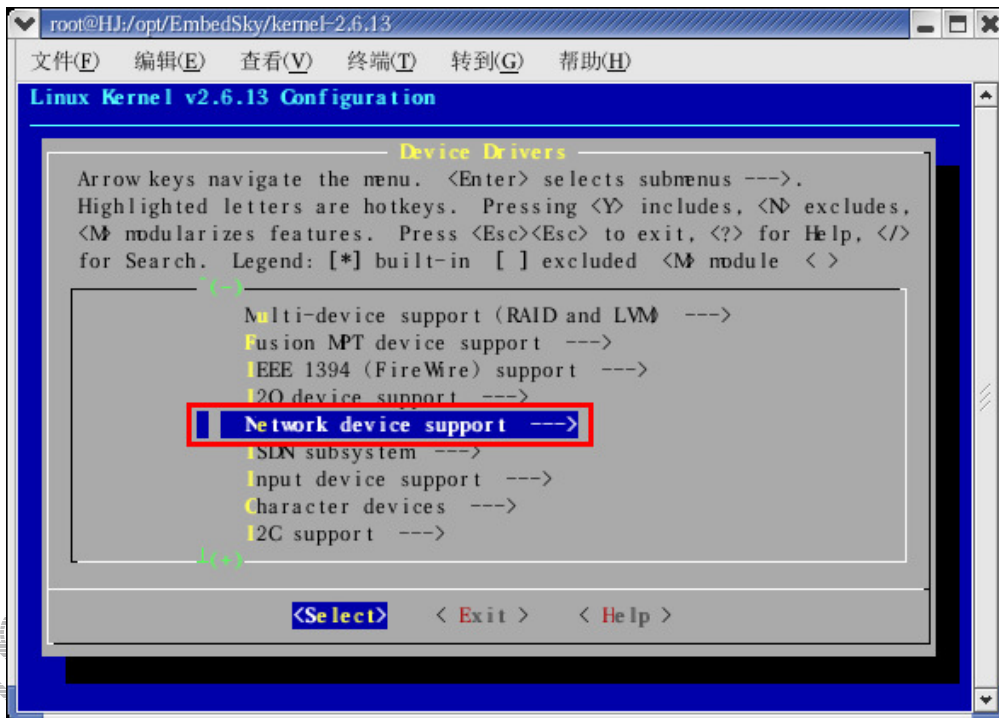 root@HJ:/opt/EmbedSky/kernel-2.6.13
文件(F) 编辑(E) 查看(V) 终端(T) 转到(G) 帮助(H)
Linux Kernel v2.6.13 Configuration
Device Drivers
Arrow keys navigate the menu. <Enter> selects submenus --->.
Highlighted letters are hotkeys. Pressing <Y> includes, <N> excludes,
<M> modularizes features. Press <Esc><Esc> to exit, <?> for Help, </>
for Search. Legend: [*] built-in [ ] excluded <M> module < >
^(-)
Multi-device support (RAID and LVM) --->
Fusion MPT device support --->
IEEE 1394 (FireWire) support --->
I2O device support --->
Network device support --->
ISDN subsystem --->
Input device support --->
Character devices --->
I2C support --->
┴(+)
<Select> < Exit > < Help >